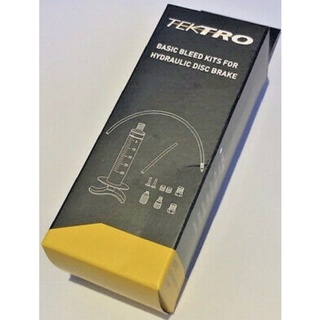 TEKTRO
BASIC BLEED KITS FOR
HYDRAULIC DISC BRAKE